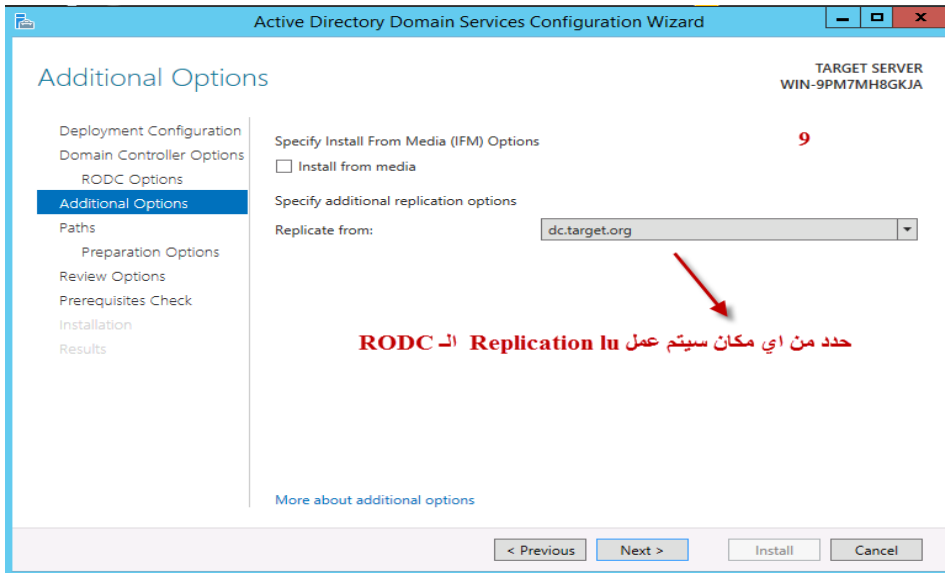 Active Directory Domain Services Configuration Wizard
Additional Options
TARGET SERVER
WIN-9PM7MH8GKJA
Deployment Configuration
Domain Controller Options
RODC Options
Additional Options
Paths
Preparation Options
Review Options
Prerequisites Check
Installation
Results
9
Specify Install From Media (IFM) Options
Install from media
Specify additional replication options
Replicate from:
dc.target.org
حدد من اي مكان سيتم عمل Replication lu الـ RODC
More about additional options
< Previous
Next >
Install
Cancel